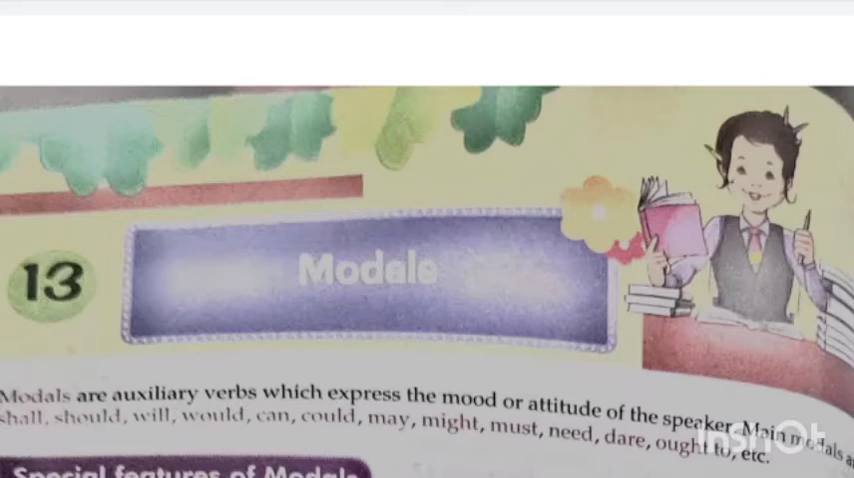 13
Modals
Modals are auxiliary verbs which express the mood or attitude of the speaker. Main modals
shall, should, will, would, can, could, may, might, must, need, dare, ought to, etc.
Special features of Modals
InShOt